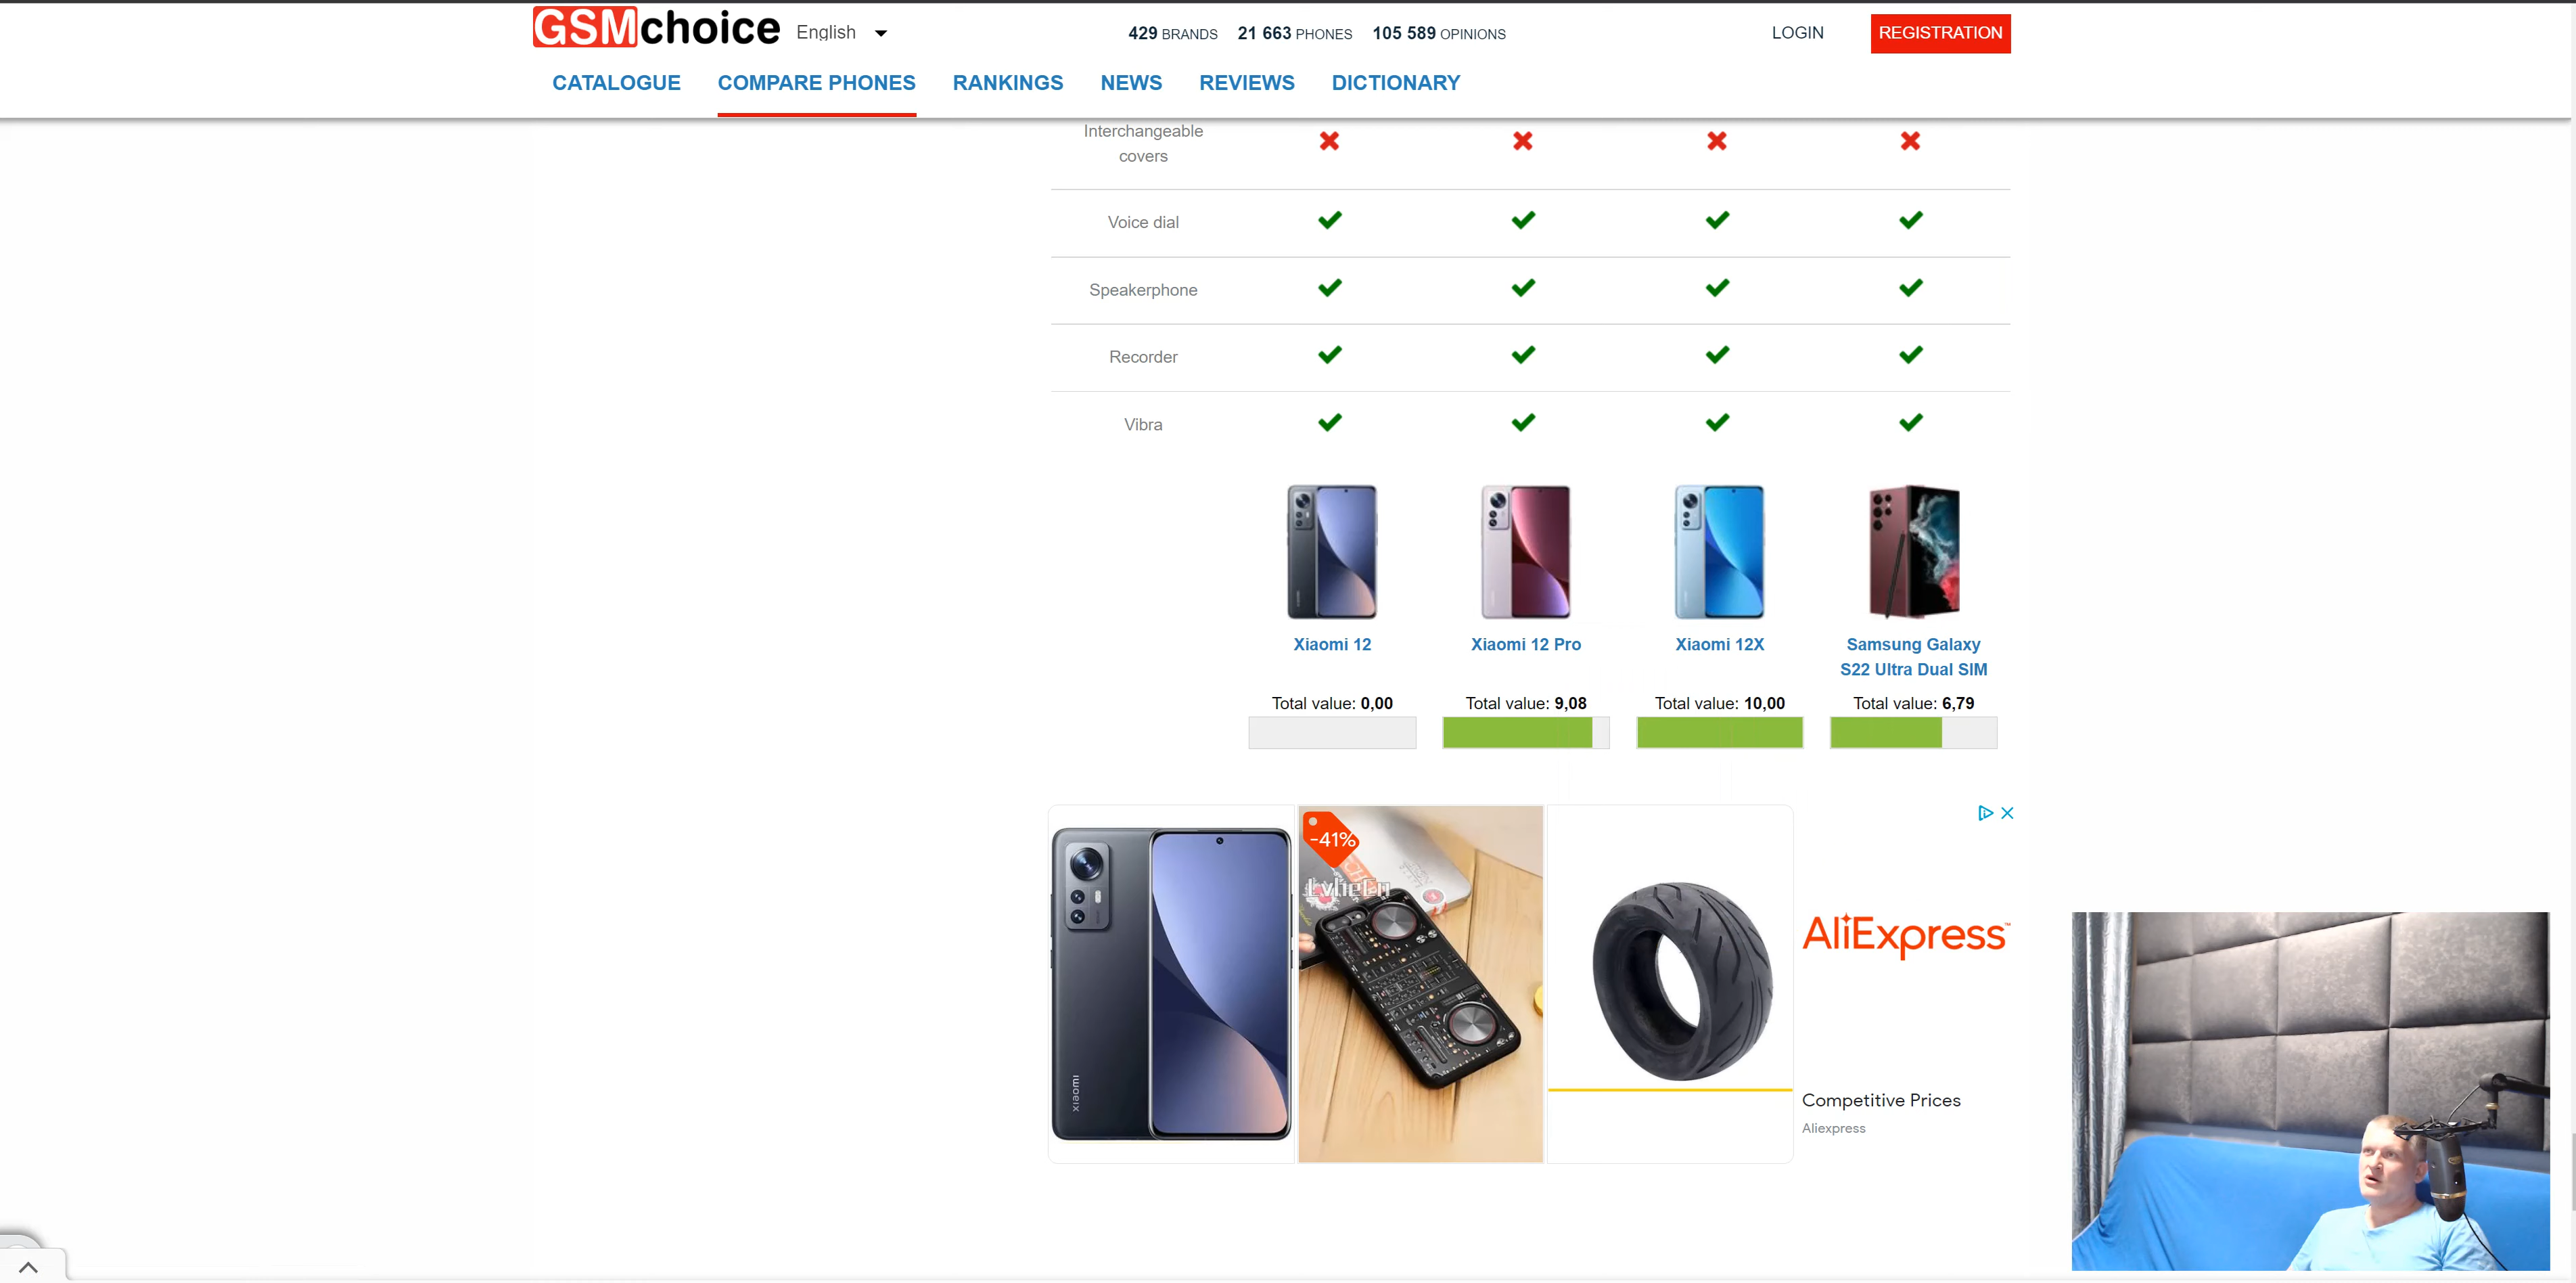 GSMchoice
English
429 BRANDS 21 663 PHONES 105 589 OPINIONS
LOGIN
REGISTRATION
CATALOGUE
COMPARE PHONES
RANKINGS
NEWS
REVIEWS
DICTIONARY
Interchangeable
covers
Voice dial
Speakerphone
Recorder
Vibra
Xiaomi 12
Xiaomi 12 Pro
Xiaomi 12X
Samsung Galaxy
S22 Ultra Dual SIM
Total value: 0,00
Total value: 9,08
Total value: 10,00
Total value: 6,79
-41%
LvheCn
xiaomi
AliExpress™
Competitive Prices
Aliexpress